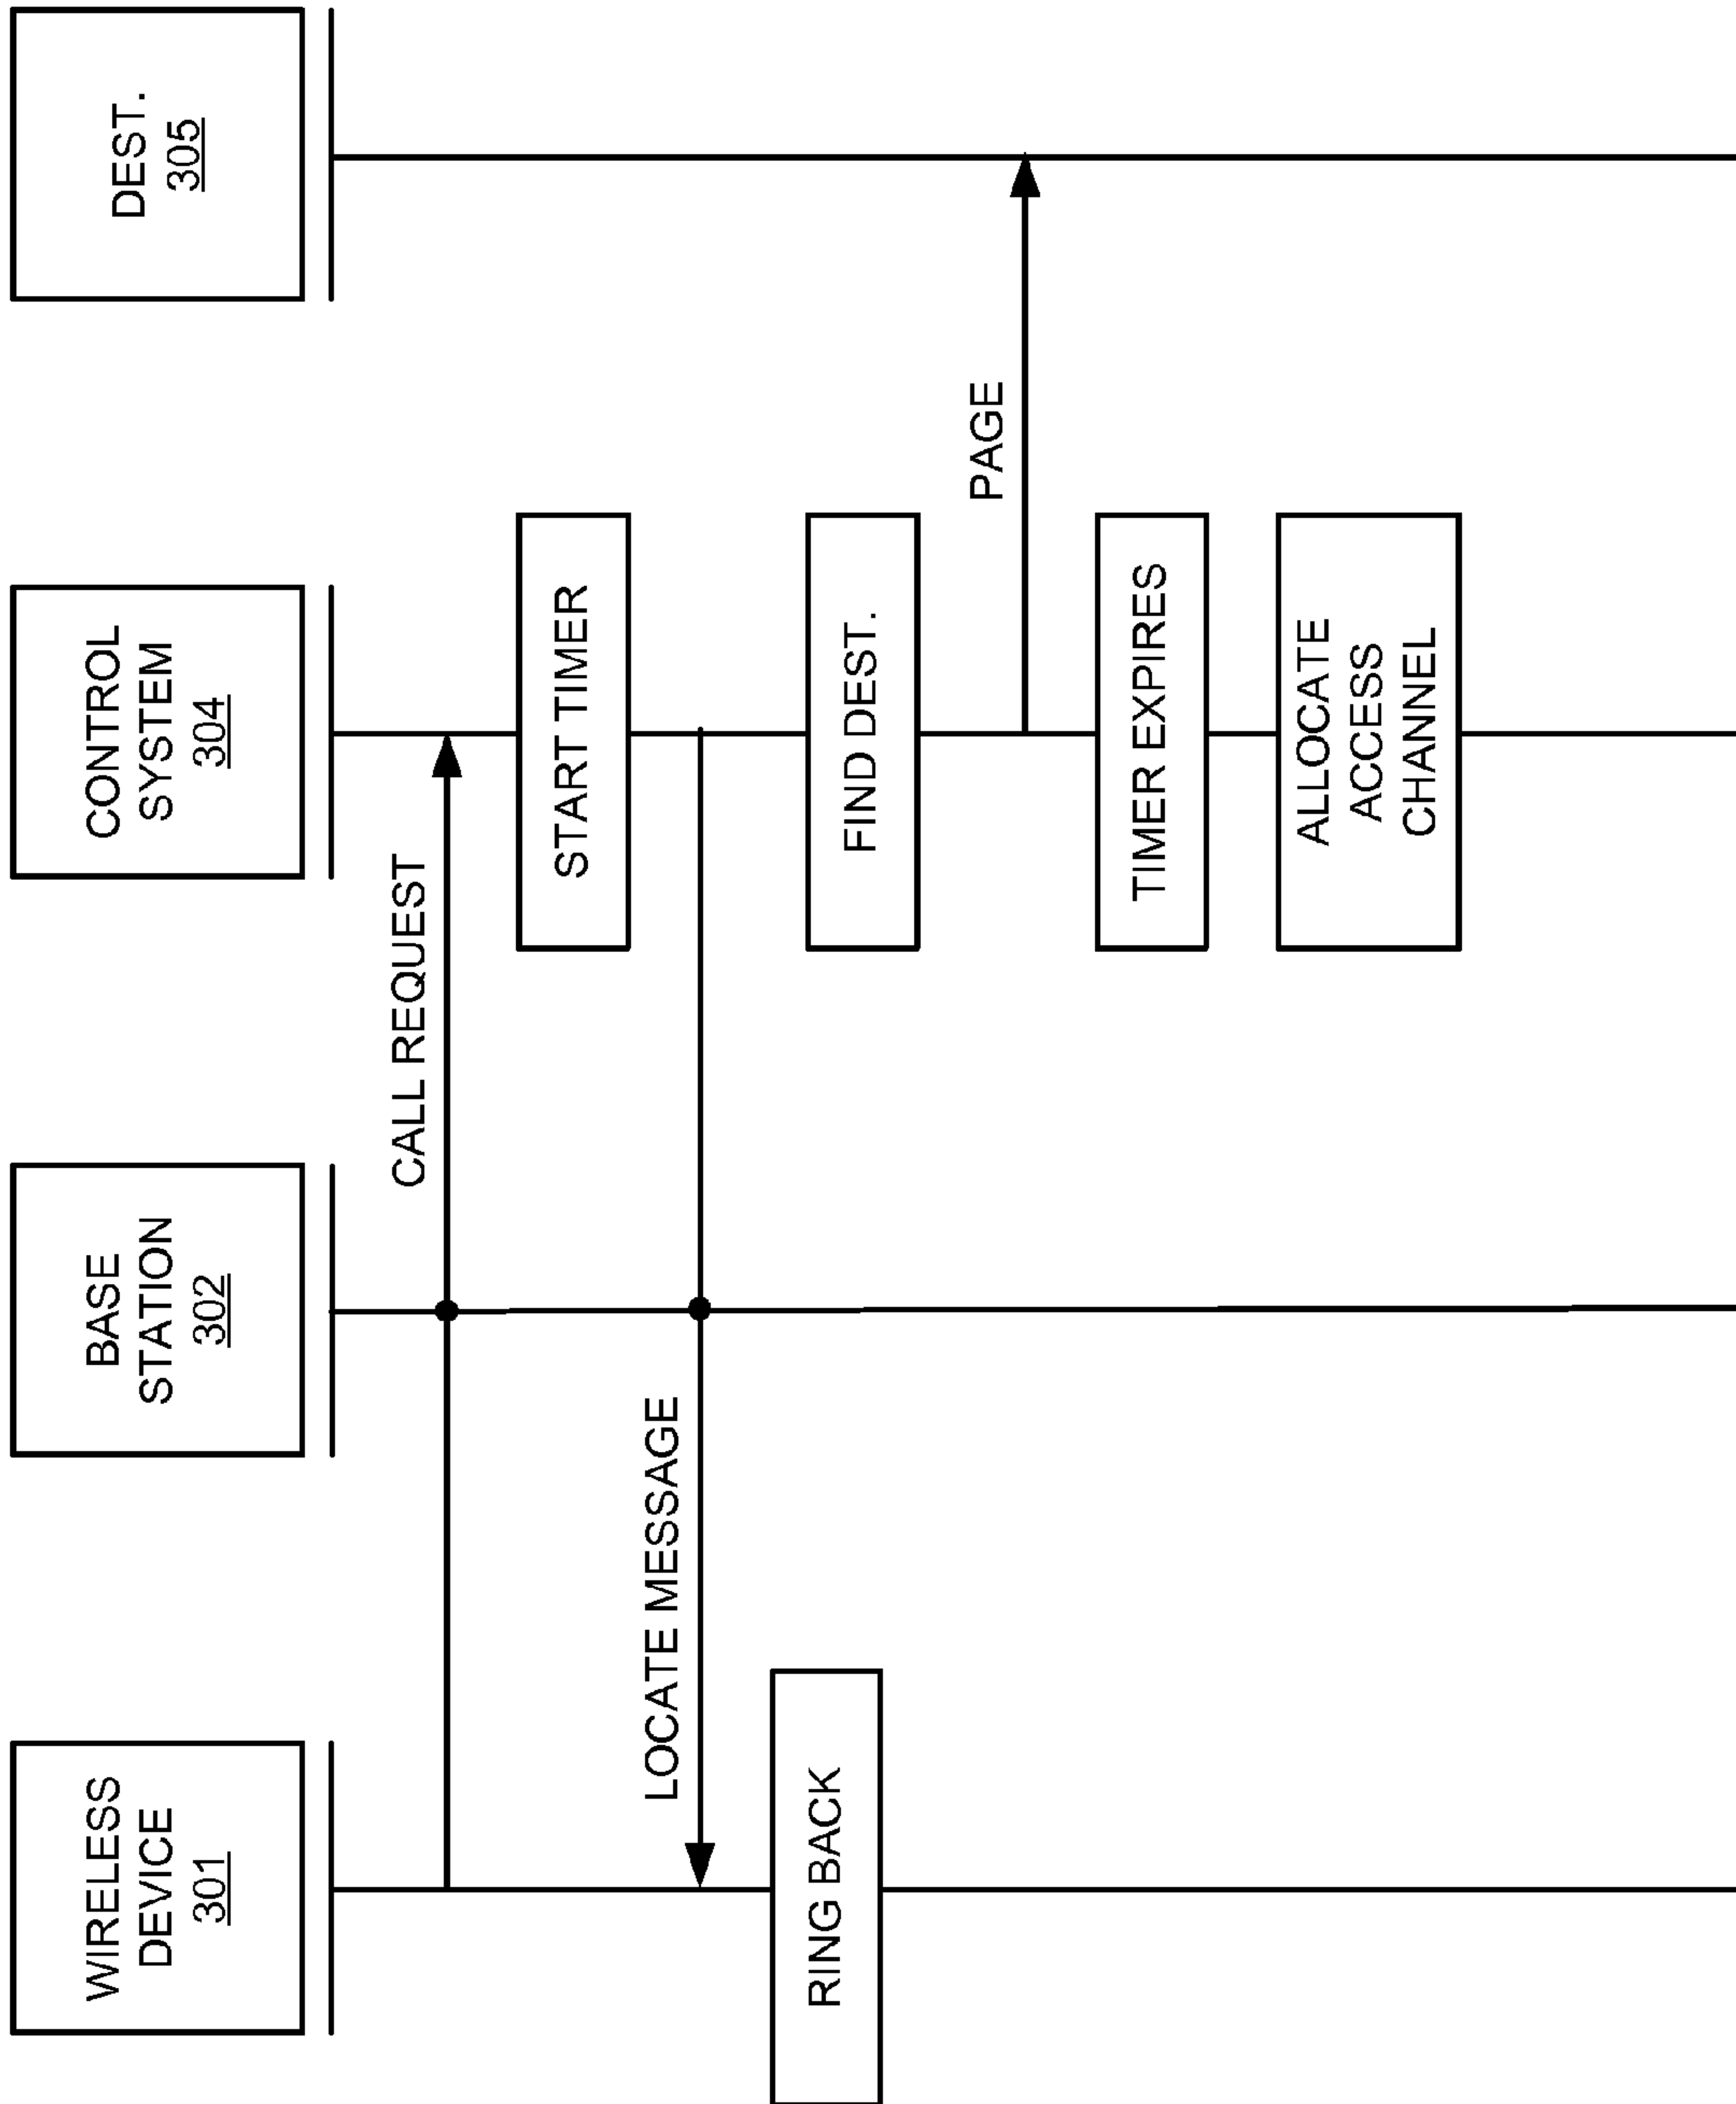 WIRELESS
DEVICE
301
BASE
STATION
302
CONTROL
SYSTEM
304
DEST.
305
CALL REQUEST
START TIMER
LOCATE MESSAGE
RING BACK
FIND DEST.
PAGE
TIMER EXPIRES
ALLOCATE
ACCESS
CHANNEL